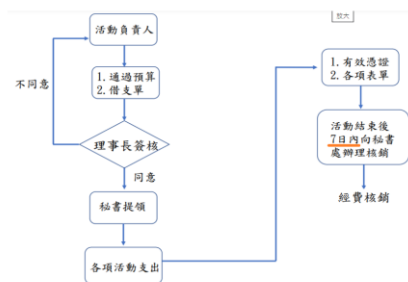 放大
活動負責人
1. 通過預算
2. 借支單
不同意
理事長簽核
同意
秘書提領
各項活動支出
1. 有效憑證
2. 各項表單
活動結束後
7日內向秘書
處辦理核銷
經費核銷